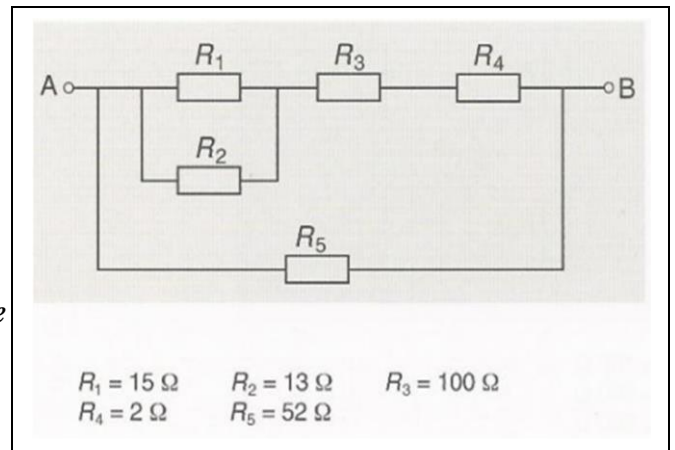 R₁ R₃ R₄
A B
R₂
R₅
e
R₁ = 15 Ω R₂ = 13 Ω R₃ = 100 Ω
R₄ = 2 Ω R₅ = 52 Ω